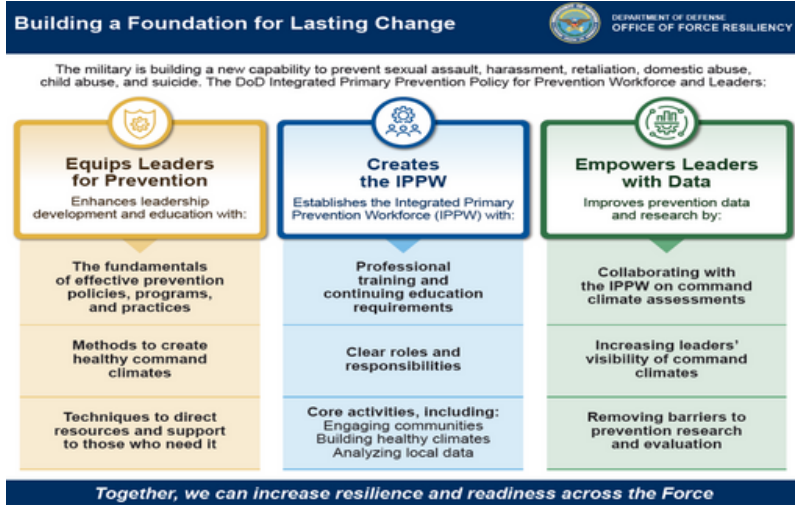 Building a Foundation for Lasting Change
DEPARTMENT OF DEFENSE
OFFICE OF FORCE RESILIENCY
The military is building a new capability to prevent sexual assault, harassment, retaliation, domestic abuse,
child abuse, and suicide. The DoD Integrated Primary Prevention Policy for Prevention Workforce and Leaders:
Equips Leaders
for Prevention
Enhances leadership
development and education with:
The fundamentals
of effective prevention
policies, programs,
and practices
Methods to create
healthy command
climates
Techniques to direct
resources and support
to those who need it
Creates
the IPPW
Establishes the Integrated Primary
Prevention Workforce (IPPW) with:
Professional
training and
continuing education
requirements
Clear roles and
responsibilities
Core activities, including:
Engaging communities
Building healthy climates
Analyzing local data
Empowers Leaders
with Data
Improves prevention data
and research by:
Collaborating with
the IPPW on command
climate assessments
Increasing leaders'
visibility of command
climates
Removing barriers to
prevention research
and evaluation
Together, we can increase resilience and readiness across the Force